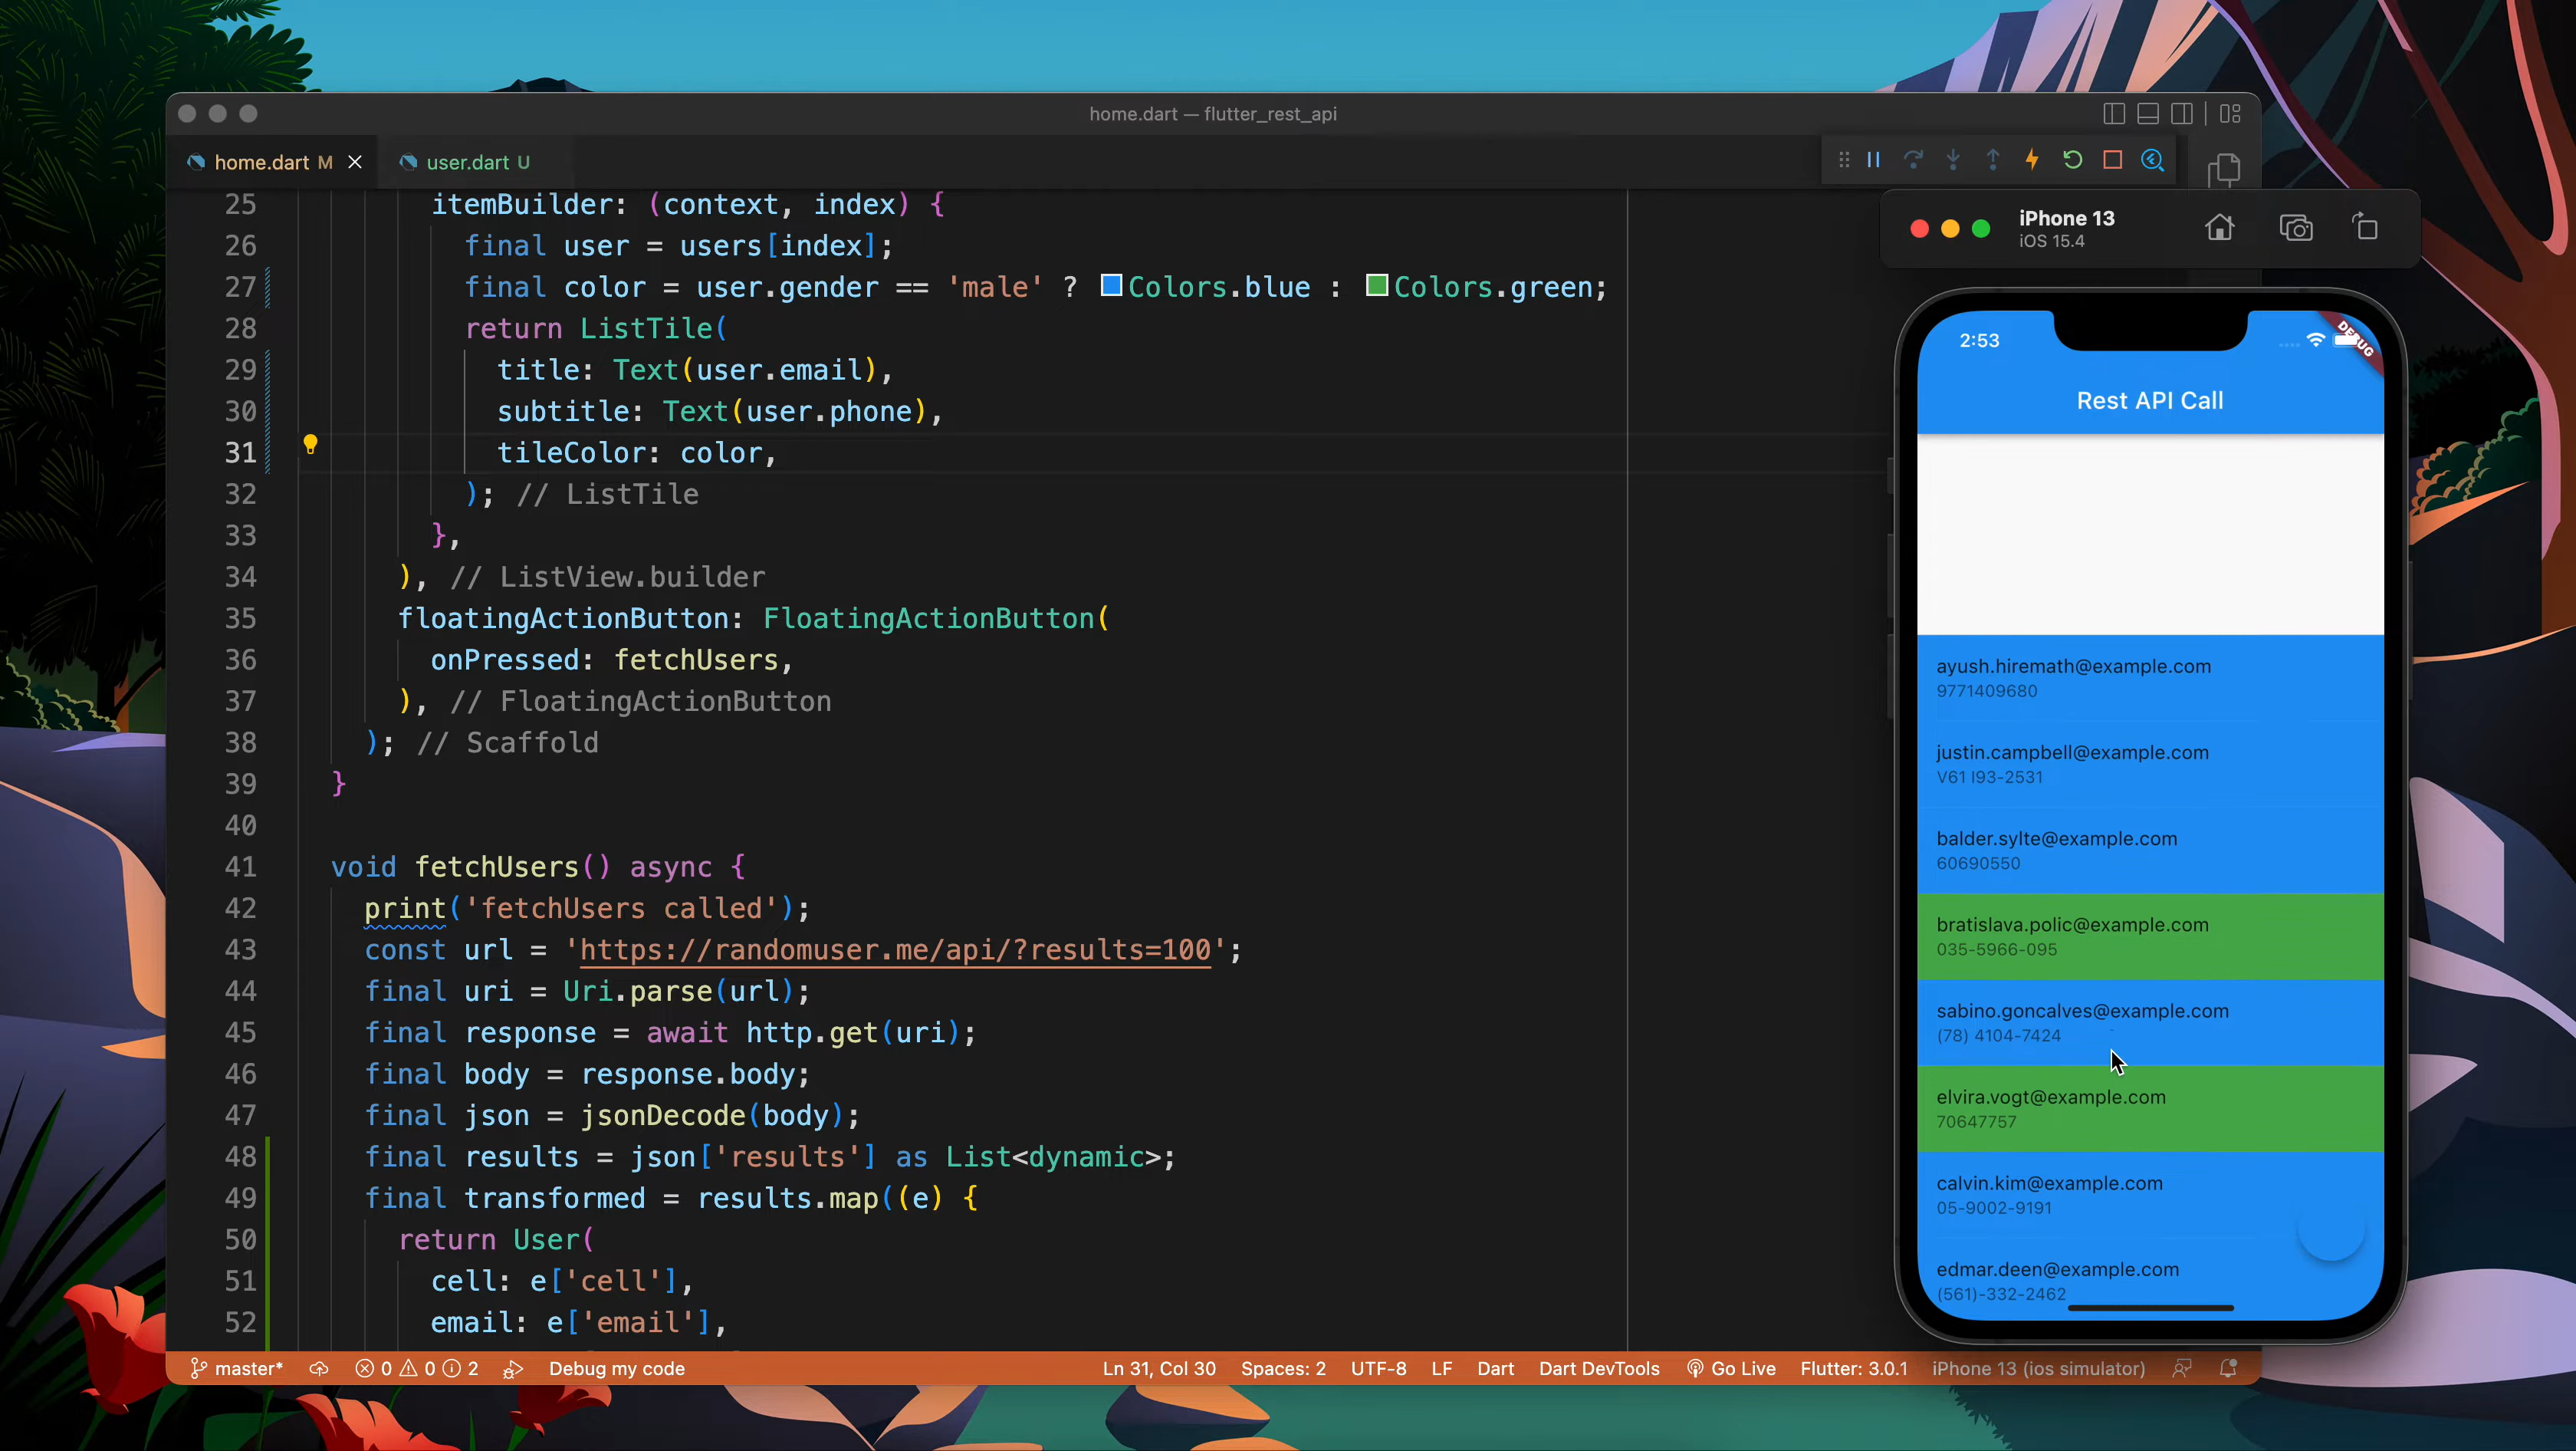 home.dart — flutter_rest_api
home.dart M
user.dart U
25 itemBuilder: (context, index) {
26 final user = users[index];
27 final color = user.gender == 'male' ? Colors.blue : Colors.green;
28 return ListTile(
29 title: Text(user.email),
30 subtitle: Text(user.phone),
31 tileColor: color,
32 ); // ListTile
33 },
34 ), // ListView.builder
35 floatingActionButton: FloatingActionButton(
36 onPressed: fetchUsers,
37 ), // FloatingActionButton
38 ); // Scaffold
39 }
40
41 void fetchUsers() async {
42 print('fetchUsers called');
43 const url = 'https://randomuser.me/api/?results=100';
44 final uri = Uri.parse(url);
45 final response = await http.get(uri);
46 final body = response.body;
47 final json = jsonDecode(body);
48 final results = json['results'] as List<dynamic>;
49 final transformed = results.map((e) {
50 return User(
51 cell: e['cell'],
52 email: e['email'],
master* 0 0 2 Debug my code Ln 31, Col 30 Spaces: 2 UTF-8 LF Dart Dart DevTools Go Live Flutter: 3.0.1 iPhone 13 (ios simulator)
iPhone 13
iOS 15.4
2:53
DEBUG
Rest API Call
ayush.hiremath@example.com
9771409680
justin.campbell@example.com
V61 I93-2531
balder.sylte@example.com
60690550
bratislava.polic@example.com
035-5966-095
sabino.goncalves@example.com
(78) 4104-7424
elvira.vogt@example.com
70647757
calvin.kim@example.com
05-9002-9191
edmar.deen@example.com
(561)-332-2462